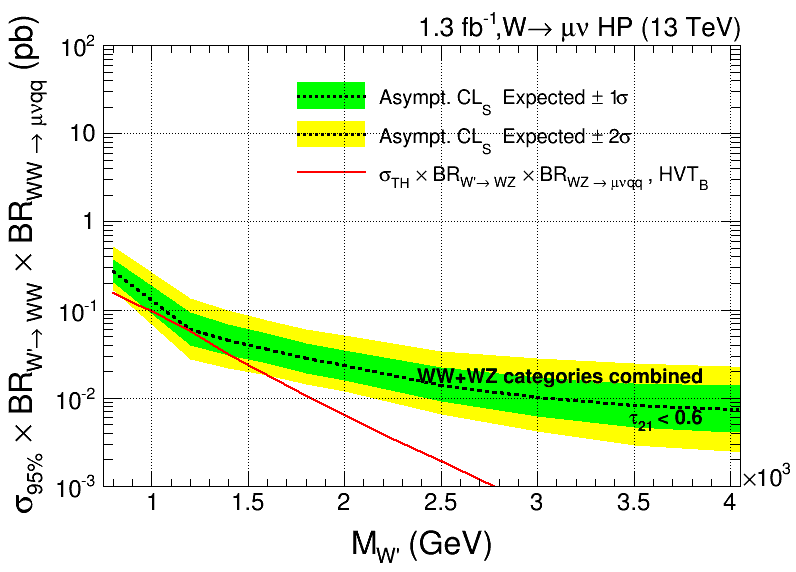 1.3 fb⁻¹,W→ μν HP (13 TeV)
σ₉₅% × BR_W'→ WW × BR_WW → μνqq (pb)
10²
10
1
10⁻¹
10⁻²
10⁻³
Asympt. CL_S Expected ± 1σ
Asympt. CL_S Expected ± 2σ
σ_TH × BR_W'→ WZ × BR_WZ → μνqq , HVT_B
WW+WZ categories combined
τ₂₁ < 0.6
1 1.5 2 2.5 3 3.5 4
×10³
M_W' (GeV)